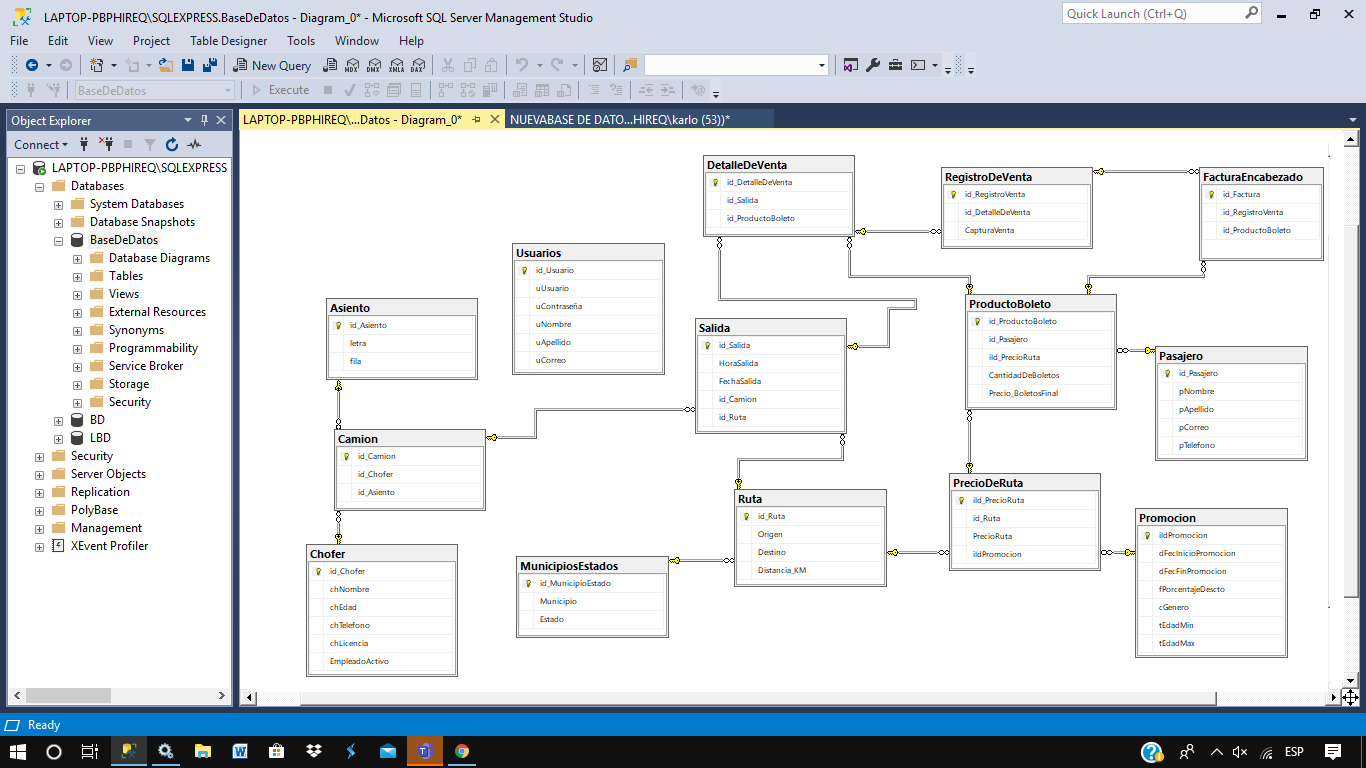 LAPTOP-PBPHIREQ\SQLEXPRESS.BaseDeDatos - Diagram_0* - Microsoft SQL Server Management Studio
Quick Launch (Ctrl+Q)
File Edit View Project Table Designer Tools Window Help
New Query
MDX DMX XMLA DAX
BaseDeDatos
Execute
Object Explorer
LAPTOP-PBPHIREQ\...Datos - Diagram_0*
NUEVABASE DE DATO...HIREQ\karlo (53))*
Connect
LAPTOP-PBPHIREQ\SQLEXPRESS
Databases
System Databases
Database Snapshots
BaseDeDatos
Database Diagrams
Tables
Views
External Resources
Synonyms
Programmability
Service Broker
Storage
Security
BD
LBD
Security
Server Objects
Replication
PolyBase
Management
XEvent Profiler
DetalleDeVenta
id_DetalleDeVenta
id_Salida
id_ProductoBoleto
RegistroDeVenta
id_RegistroVenta
id_DetalleDeVenta
CapturaVenta
FacturaEncabezado
id_Factura
id_RegistroVenta
id_ProductoBoleto
Usuarios
id_Usuario
uUsuario
uContraseña
uNombre
uApellido
uCorreo
Asiento
id_Asiento
letra
fila
Salida
id_Salida
HoraSalida
FechaSalida
id_Camion
id_Ruta
ProductoBoleto
id_ProductoBoleto
id_Pasajero
iId_PrecioRuta
CantidadDeBoletos
Precio_BoletosFinal
Pasajero
id_Pasajero
pNombre
pApellido
pCorreo
pTelefono
Camion
id_Camion
id_Chofer
id_Asiento
Chofer
id_Chofer
chNombre
chEdad
chTelefono
chLicencia
EmpleadoActivo
MunicipiosEstados
id_MunicipioEstado
Municipio
Estado
Ruta
id_Ruta
Origen
Destino
Distancia_KM
PrecioDeRuta
iId_PrecioRuta
id_Ruta
PrecioRuta
iIdPromocion
Promocion
iIdPromocion
dFecInicioPromocion
dFecFinPromocion
fPorcentajeDescto
cGenero
tEdadMin
tEdadMax
Ready
ESP